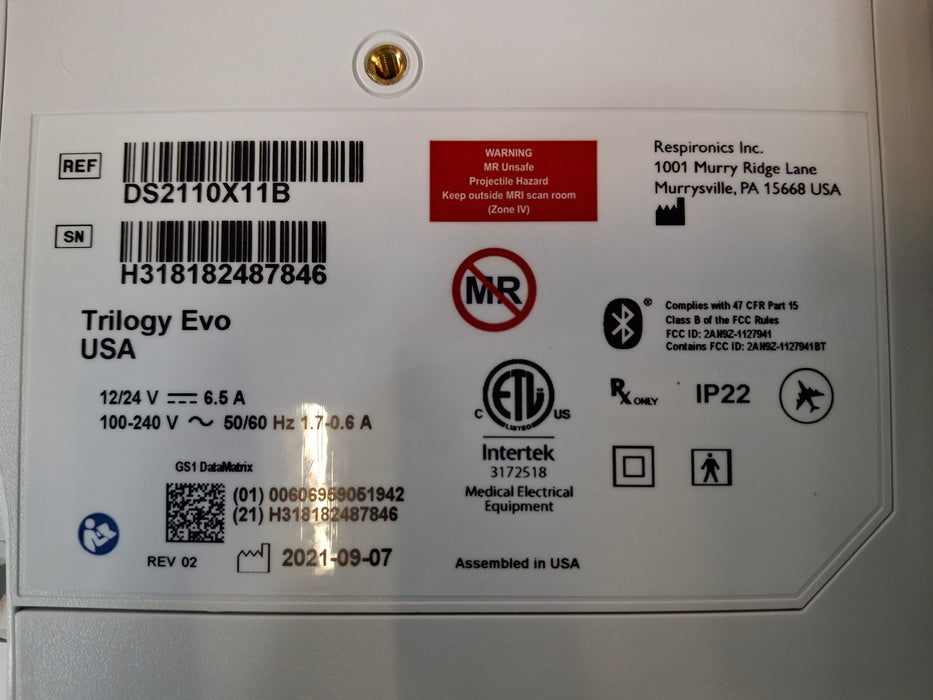 REF
DS2110X11B
SN
H318182487846
Trilogy Evo
USA
12/24 V ⎓ 6.5 A
100-240 V ~ 50/60 Hz 1.7-0.6 A
GS1 DataMatrix
(01) 00606959051942
(21) H318182487846
REV 02
2021-09-07
WARNING
MR Unsafe
Projectile Hazard
Keep outside MRI scan room
(Zone IV)
MR
C ETL US
LISTED
Intertek
3172518
Medical Electrical
Equipment
Assembled in USA
Respironics Inc.
1001 Murry Ridge Lane
Murrysville, PA 15668 USA
®
Complies with 47 CFR Part 15
Class B of the FCC Rules
FCC ID: 2AN9Z-1127941
Contains FCC ID: 2AN9Z-1127941BT
Rx ONLY
IP22